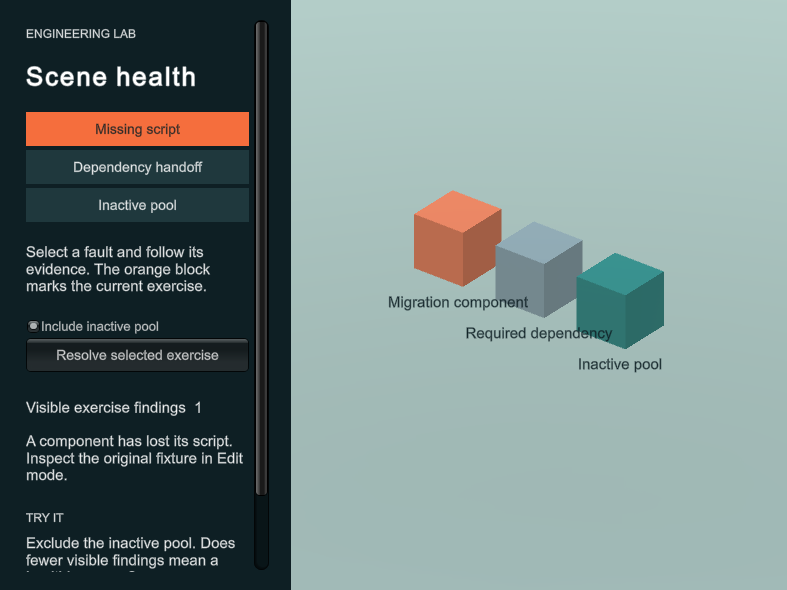 ENGINEERING LAB
Scene health
Missing script
Dependency handoff
Inactive pool
Select a fault and follow its
evidence. The orange block
marks the current exercise.
Include inactive pool
Resolve selected exercise
Visible exercise findings 1
A component has lost its script.
Inspect the original fixture in Edit
mode.
TRY IT
Exclude the inactive pool. Does
fewer visible findings mean a
Migration component
Required dependency
Inactive pool